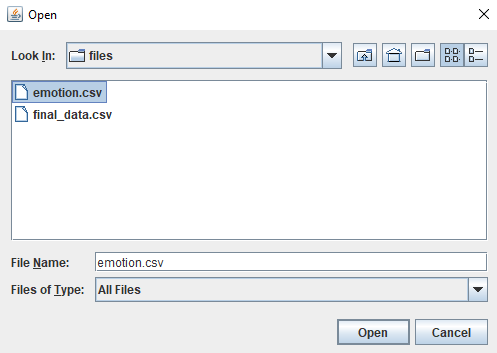 Open
Look In: files
emotion.csv
final_data.csv
File Name: emotion.csv
Files of Type: All Files
Open Cancel